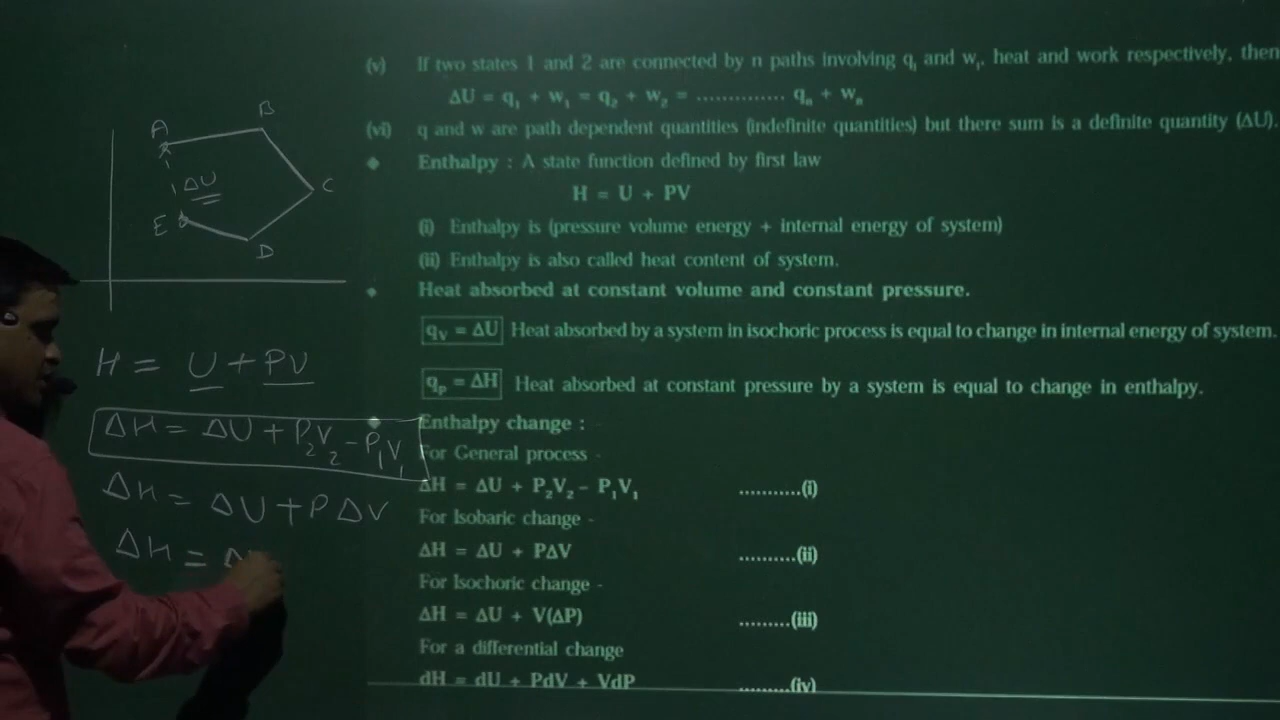 (v) If two states 1 and 2 are connected by n paths involving q₁ and w₁, heat and work respectively, then
ΔU = q₁ + w₁ = q₂ + w₂ = .............. qₙ + wₙ
(vi) q and w are path dependent quantities (indefinite quantities) but there sum is a definite quantity (ΔU).
◆ Enthalpy : A state function defined by first law
H = U + PV
(i) Enthalpy is (pressure volume energy + internal energy of system)
(ii) Enthalpy is also called heat content of system.
◆ Heat absorbed at constant volume and constant pressure.
qᵥ = ΔU Heat absorbed by a system in isochoric process is equal to change in internal energy of system.
qₚ = ΔH Heat absorbed at constant pressure by a system is equal to change in enthalpy.
◆ Enthalpy change :
For General process -
ΔH = ΔU + P₂V₂ - P₁V₁ ...........(i)
For Isobaric change -
ΔH = ΔU + PΔV ..........(ii)
For Isochoric change -
ΔH = ΔU + V(ΔP) .........(iii)
For a differential change
dH = dU + PdV + VdP .........(iv)
A
B
C
D
E
ΔU
H = U + PV
ΔH = ΔU + P₂V₂ - P₁V₁
ΔH = ΔU + PΔV
ΔH = Δ